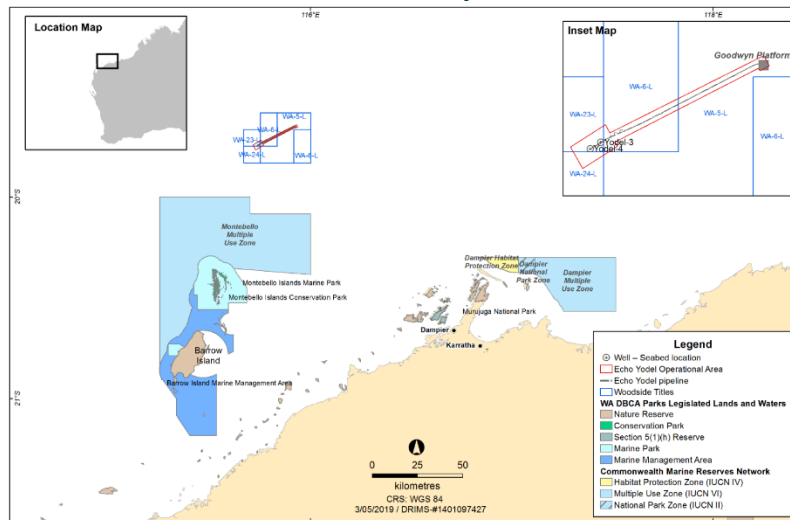 Location Map
116°E
118°E
Inset Map
Goodwyn Platform
WA-6-L
WA-5-L
WA-23-L
WA-6-L
Yodel-3
Yodel-4
WA-24-L
WA-5-L
WA-6-L
WA-23-L
WA-24-L
WA-6-L
20°S
20°S
Montebello
Multiple
Use Zone
Montebello Islands Marine Park
Montebello Islands Conservation Park
Dampier Habitat
Protection Zone
Dampier
National
Park Zone
Dampier
Multiple
Use Zone
Murujuga National Park
Dampier
Karratha
Barrow
Island
Barrow Island Marine Management Area
21°S
21°S
0 25 50
kilometres
CRS: WGS 84
3/05/2019 / DRIMS-#1401097427
Legend
Well – Seabed location
Echo Yodel Operational Area
Echo Yodel pipeline
Woodside Titles
WA DBCA Parks Legislated Lands and Waters
Nature Reserve
Conservation Park
Section 5(1)(h) Reserve
Marine Park
Marine Management Area
Commonwealth Marine Reserves Network
Habitat Protection Zone (IUCN IV)
Multiple Use Zone (IUCN VI)
National Park Zone (IUCN II)